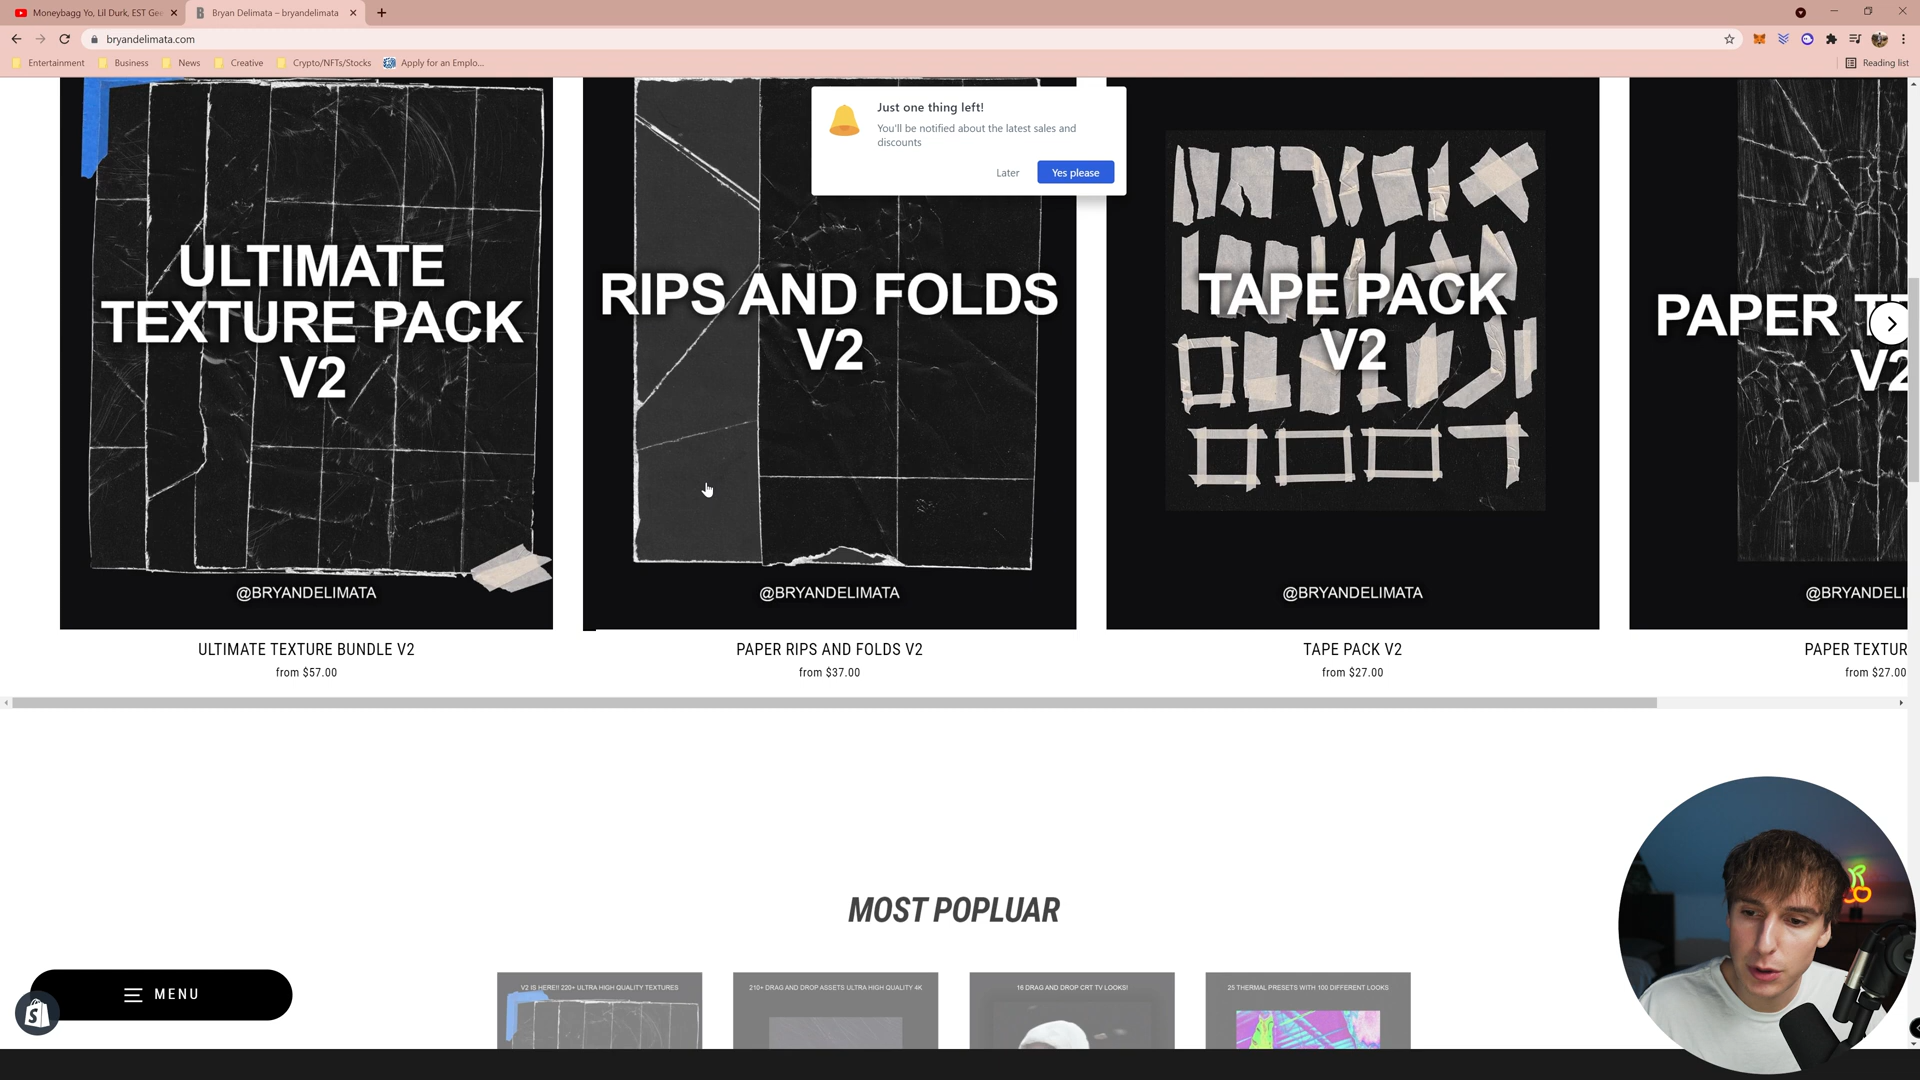 Moneybagg Yo, Lil Durk, EST Ge
Bryan Delimata – bryandelimata
bryandelimata.com
Entertainment
Business
News
Creative
Crypto/NFTs/Stocks
Apply for an Emplo...
Reading list
Just one thing left!
You'll be notified about the latest sales and
discounts
Later
Yes please
ULTIMATE
TEXTURE PACK
V2
@BRYANDELIMATA
RIPS AND FOLDS
V2
@BRYANDELIMATA
TAPE PACK
V2
@BRYANDELIMATA
PAPER
V2
@BRYANDELI
ULTIMATE TEXTURE BUNDLE V2
from $57.00
PAPER RIPS AND FOLDS V2
from $37.00
TAPE PACK V2
from $27.00
PAPER TEXTUR
from $27.00
MOST POPLUAR
V2 IS HERE!! 220+ ULTRA HIGH QUALITY TEXTURES
210+ DRAG AND DROP ASSETS ULTRA HIGH QUALITY 4K
16 DRAG AND DROP CRT TV LOOKS!
25 THERMAL PRESETS WITH 100 DIFFERENT LOOKS
MENU